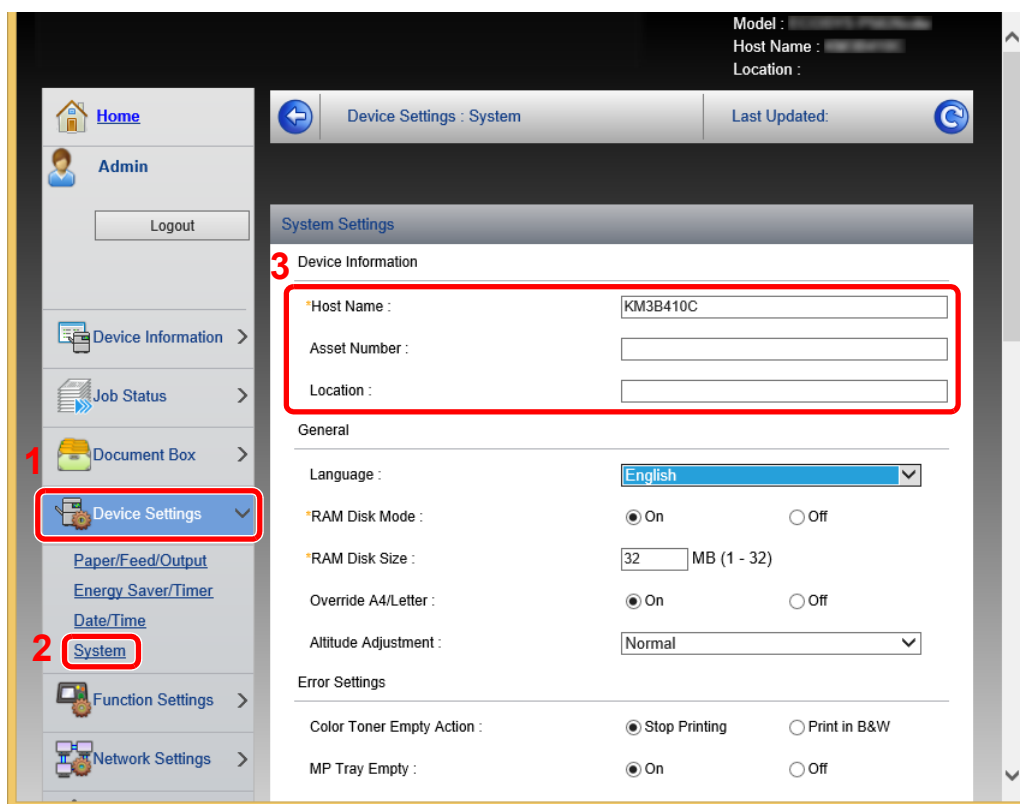 Model :
Host Name :
Location :
Home
Device Settings : System
Last Updated:
Admin
Logout
System Settings
3
Device Information
*Host Name :
KM3B410C
Asset Number :
Location :
Device Information
Job Status
Document Box
1
Device Settings
Paper/Feed/Output
Energy Saver/Timer
Date/Time
2
System
Function Settings
Network Settings
General
Language :
English
*RAM Disk Mode :
On
Off
*RAM Disk Size :
32
MB (1 - 32)
Override A4/Letter :
On
Off
Altitude Adjustment :
Normal
Error Settings
Color Toner Empty Action :
Stop Printing
Print in B&W
MP Tray Empty :
On
Off